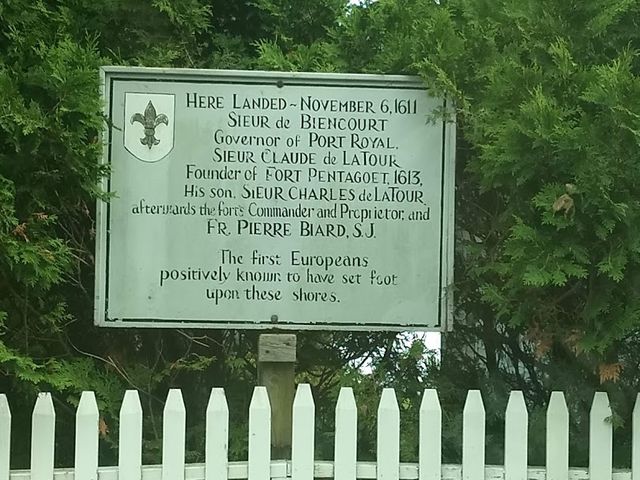 HERE LANDED ~ NOVEMBER 6, 1611
SIEUR de BIENCOURT
Governor of PORT ROYAL,
SIEUR CLAUDE de LATOUR
Founder of FORT PENTAGOET, 1613,
His son, SIEUR CHARLES de LATOUR,
afterwards the fort's Commander and Proprietor, and
FR. PIERRE BIARD, S.J.
The first Europeans
positively known to have set foot
upon these shores.